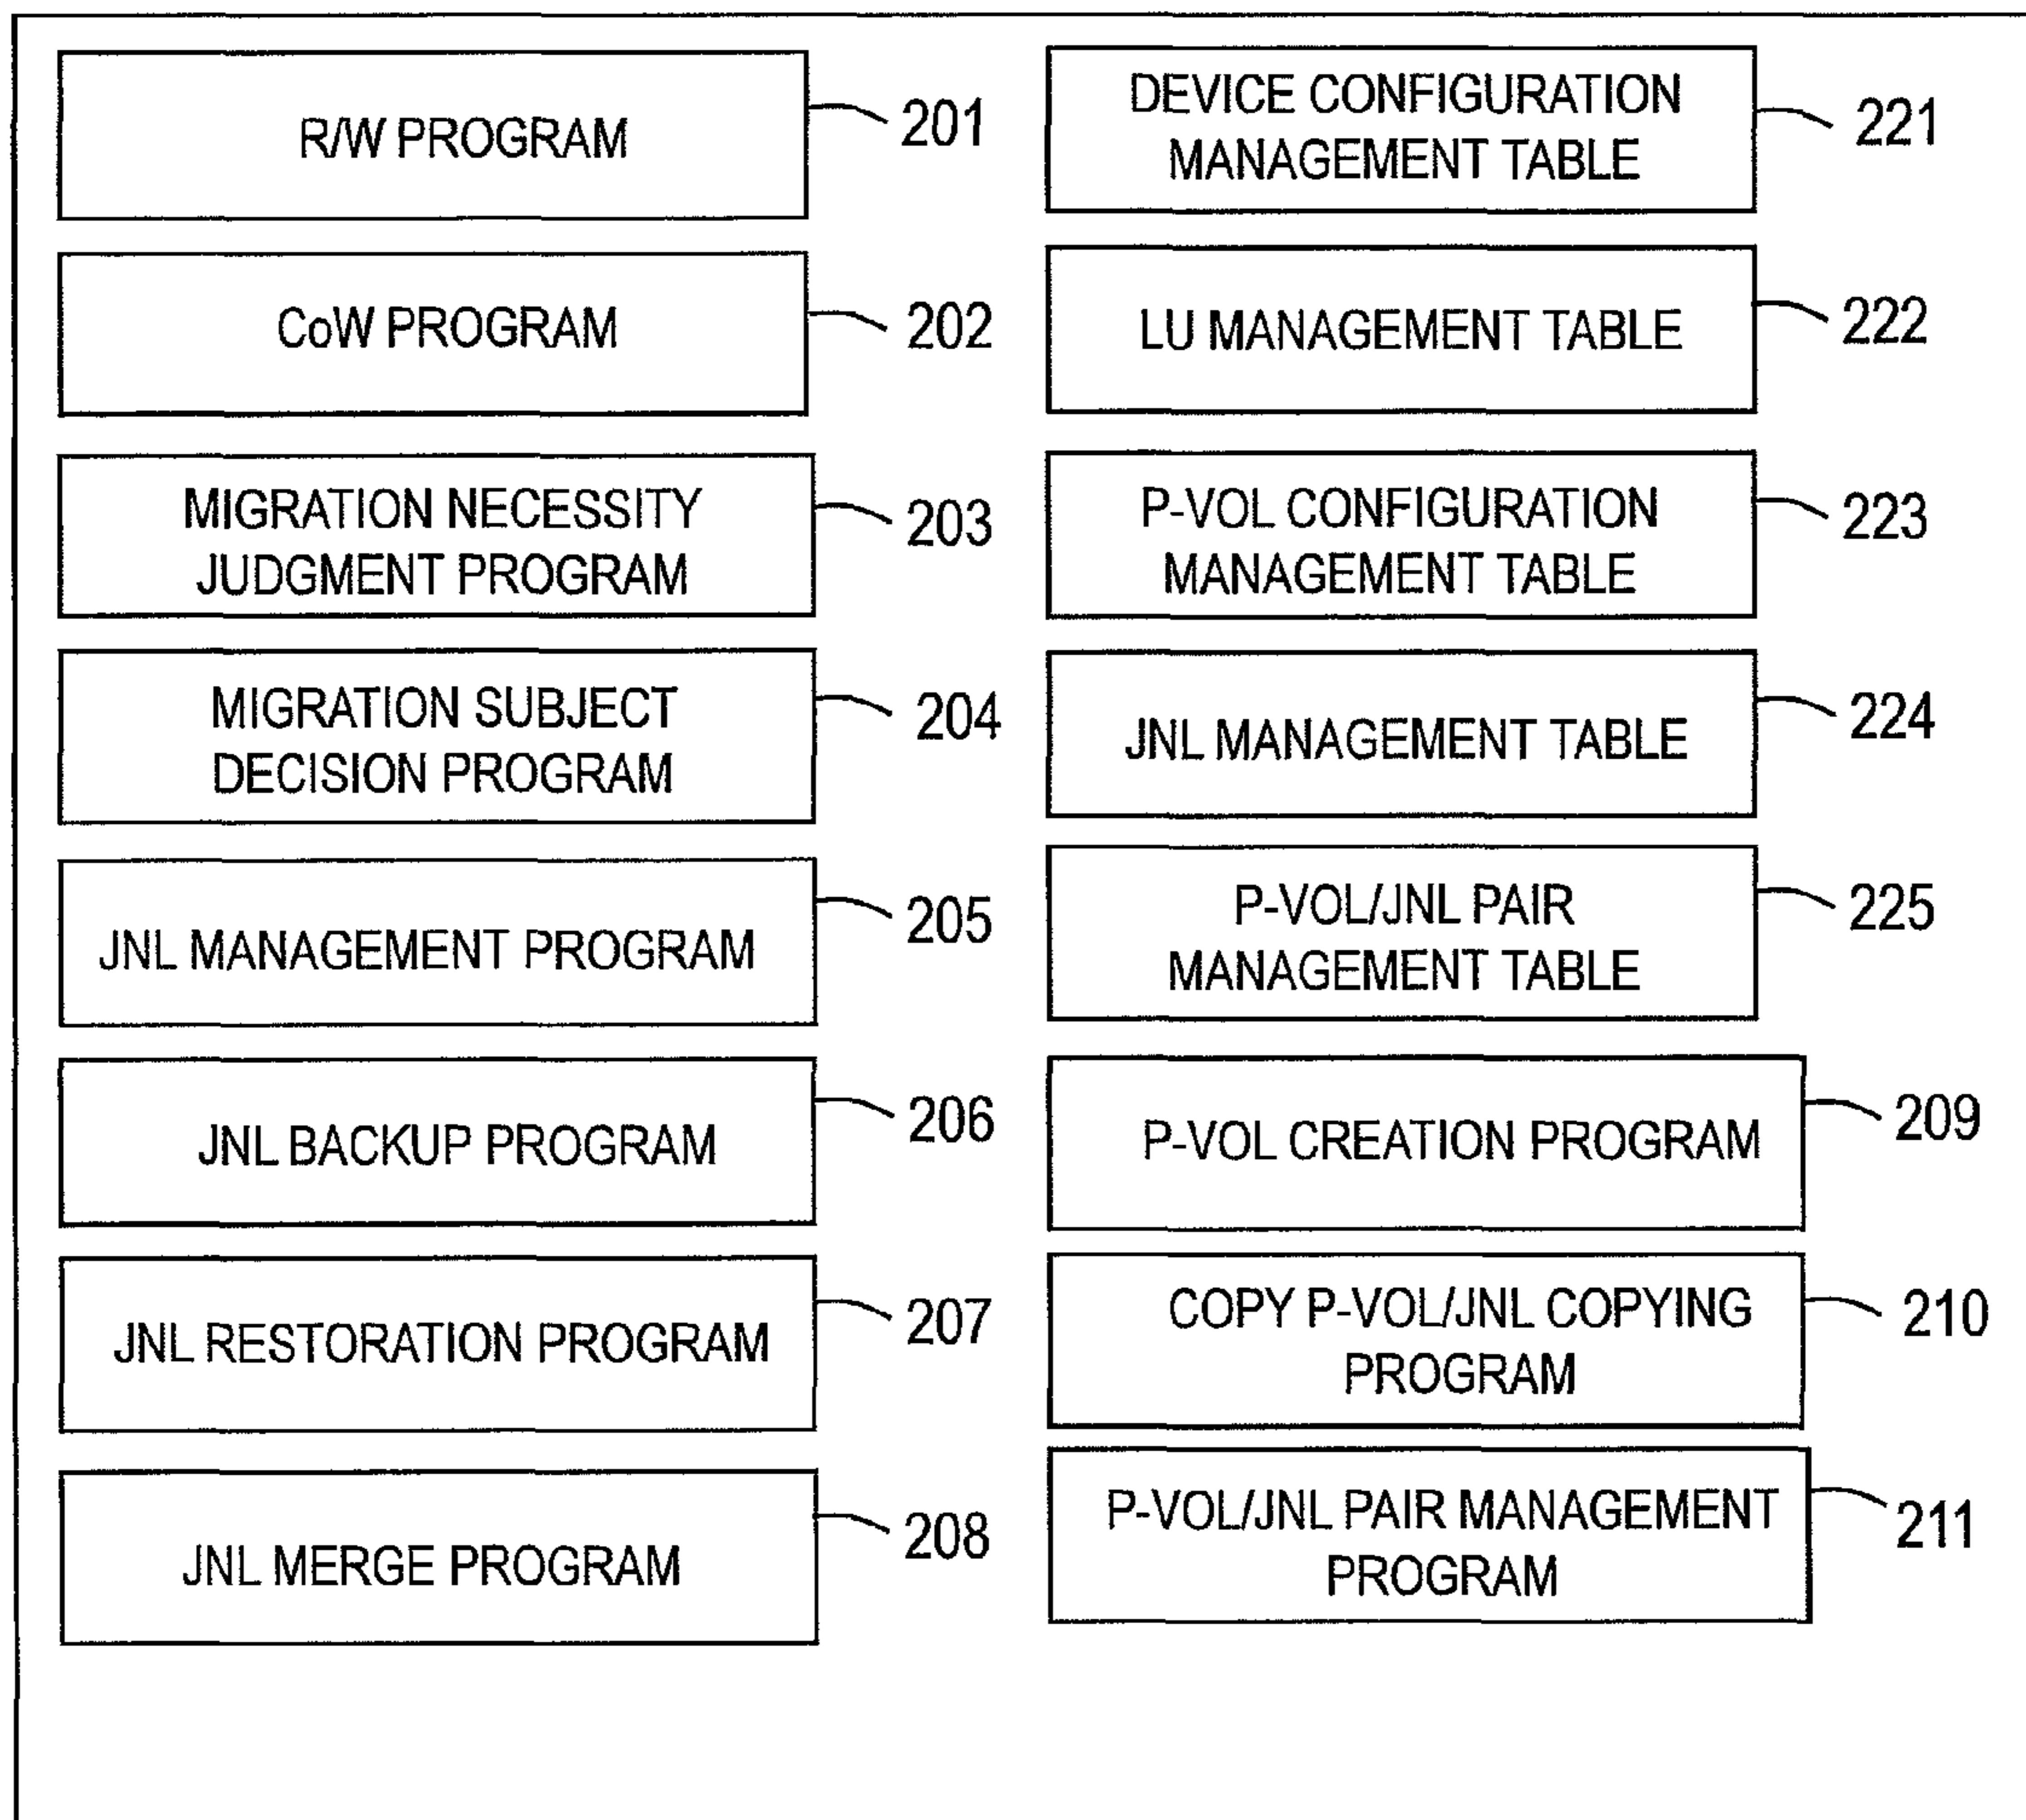 R/W PROGRAM
201
CoW PROGRAM
202
MIGRATION NECESSITY
JUDGMENT PROGRAM
203
MIGRATION SUBJECT
DECISION PROGRAM
204
JNL MANAGEMENT PROGRAM
205
JNL BACKUP PROGRAM
206
JNL RESTORATION PROGRAM
207
JNL MERGE PROGRAM
208
DEVICE CONFIGURATION
MANAGEMENT TABLE
221
LU MANAGEMENT TABLE
222
P-VOL CONFIGURATION
MANAGEMENT TABLE
223
JNL MANAGEMENT TABLE
224
P-VOL/JNL PAIR
MANAGEMENT TABLE
225
P-VOL CREATION PROGRAM
209
COPY P-VOL/JNL COPYING
PROGRAM
210
P-VOL/JNL PAIR MANAGEMENT
PROGRAM
211